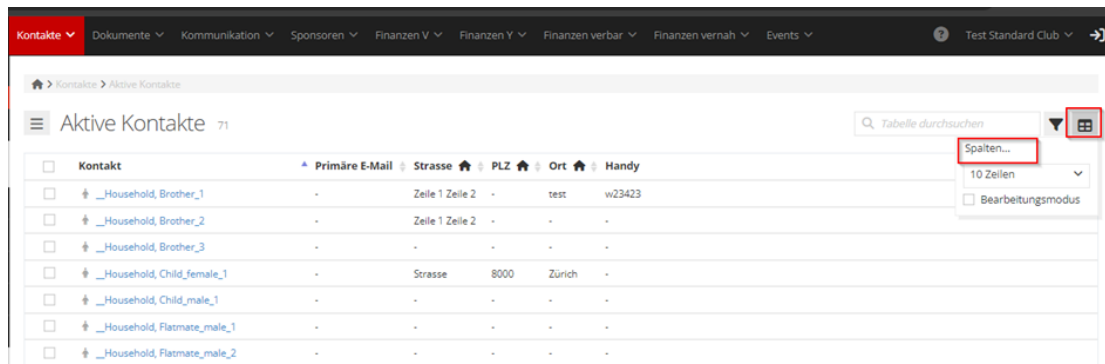 Kontakte Dokumente Kommunikation Sponsoren Finanzen V Finanzen Y Finanzen verbar Finanzen vernah Events ? Test Standard Club
Kontakte > Aktive Kontakte
Aktive Kontakte 71
Tabelle durchsuchen
Spalten...
10 Zeilen
Bearbeitungsmodus
Kontakt Primäre E-Mail Strasse PLZ Ort Handy
__Household, Brother_1 - Zeile 1 Zeile 2 - test w23423
__Household, Brother_2 - Zeile 1 Zeile 2 - - -
__Household, Brother_3 - - - - -
__Household, Child_female_1 - Strasse 8000 Zürich -
__Household, Child_male_1 - - - - -
__Household, Flatmate_male_1 - - - - -
__Household, Flatmate_male_2 - - - - -